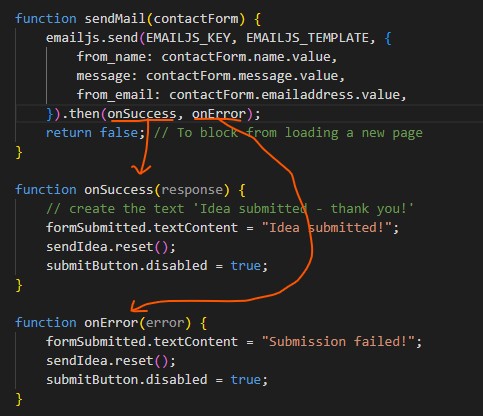 function sendMail(contactForm) {
    emailjs.send(EMAILJS_KEY, EMAILJS_TEMPLATE, {
        from_name: contactForm.name.value,
        message: contactForm.message.value,
        from_email: contactForm.emailaddress.value,
    }).then(onSuccess, onError);
    return false; // To block from loading a new page
}

function onSuccess(response) {
    // create the text 'Idea submitted - thank you!'
    formSubmitted.textContent = "Idea submitted!";
    sendIdea.reset();
    submitButton.disabled = true;
}

function onError(error) {
    formSubmitted.textContent = "Submission failed!";
    sendIdea.reset();
    submitButton.disabled = true;
}